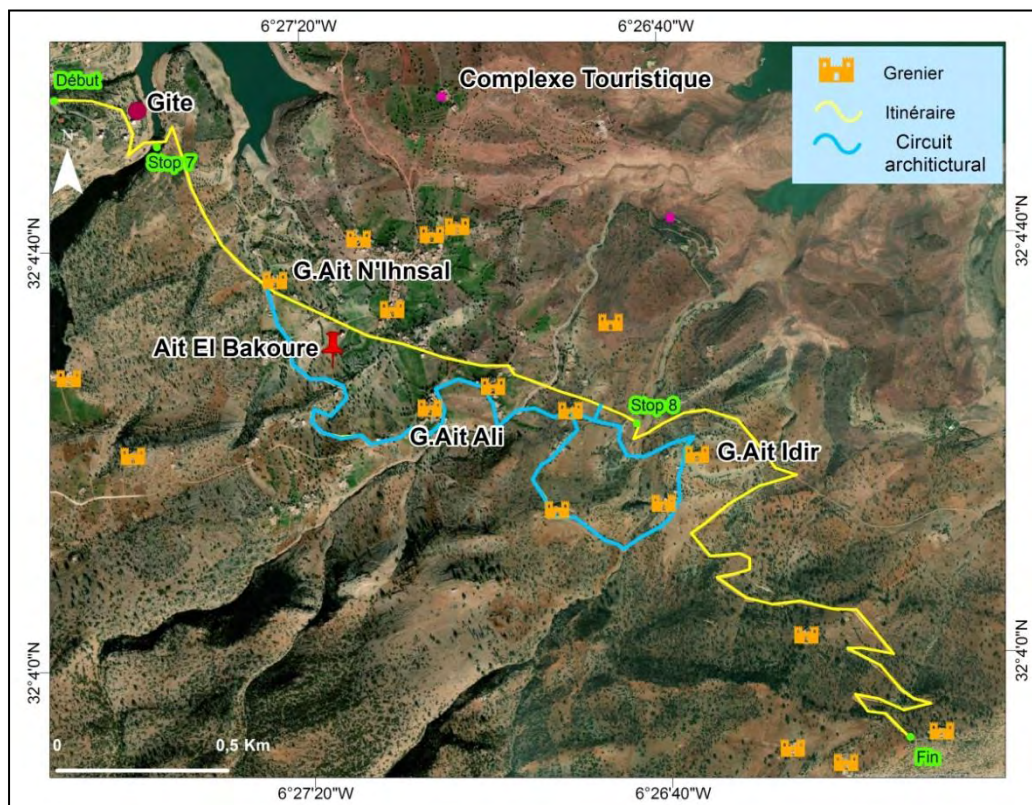 6°27'20"W
6°26'40"W
Début
Gite
Complexe Touristique
Grenier
Itinéraire
Circuit
architictural
N
Stop 7
32°4'40"N
32°4'40"N
G.Ait N'Ihnsal
Ait El Bakoure
Stop 8
G.Ait Ali
G.Ait Idir
32°4'0"N
32°4'0"N
0
0,5 Km
Fin
6°27'20"W
6°26'40"W